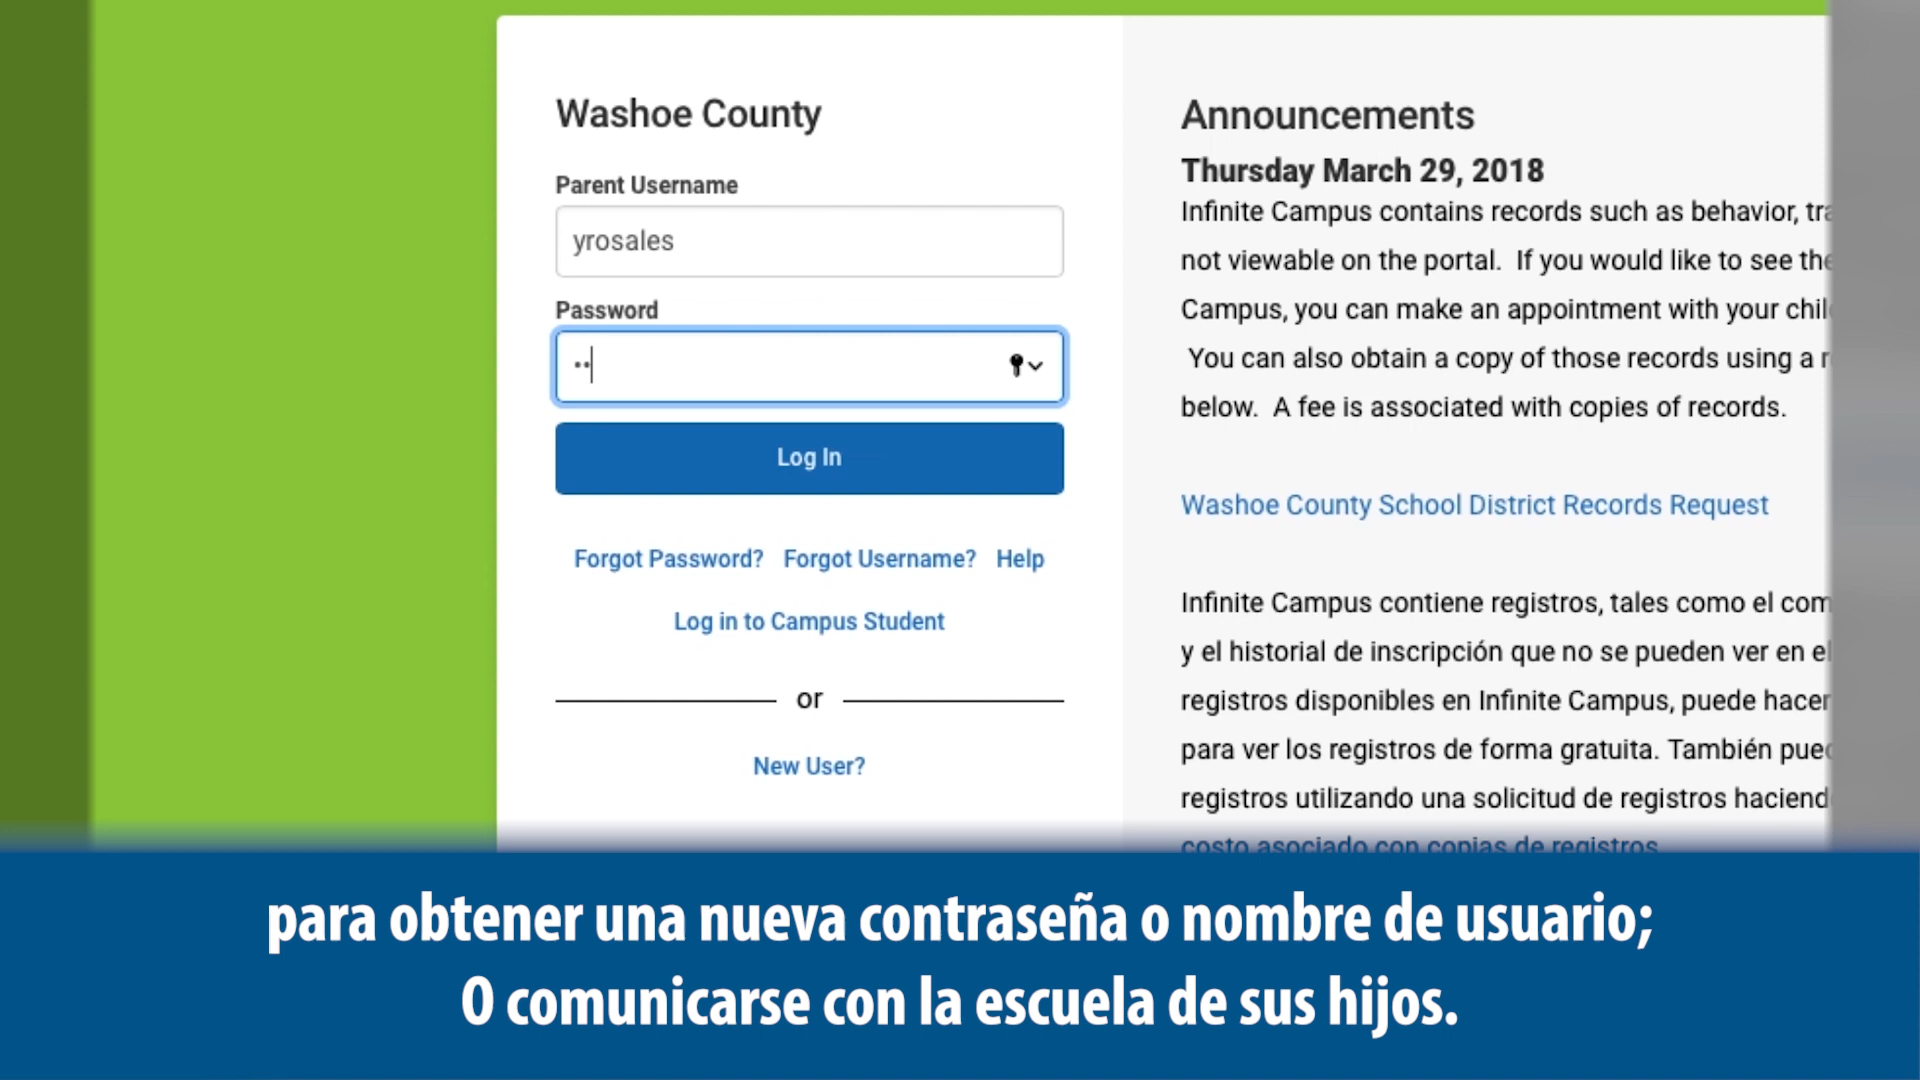 Washoe County
Parent Username
yrosales
Password
Log In
Forgot Password? Forgot Username? Help
Log in to Campus Student
or
New User?
Announcements
Thursday March 29, 2018
Infinite Campus contains records such as behavior,
not viewable on the portal. If you would like to see
Campus, you can make an appointment with your
You can also obtain a copy of those records using a
below. A fee is associated with copies of records.
Washoe County School District Records Request
Infinite Campus contiene registros, tales como el
y el historial de inscripción que no se pueden ver en
registros disponibles en Infinite Campus, puede
para ver los registros de forma gratuita. También
registros utilizando una solicitud de registros
costo asociado con copias de registros.
para obtener una nueva contraseña o nombre de usuario;
O comunicarse con la escuela de sus hijos.